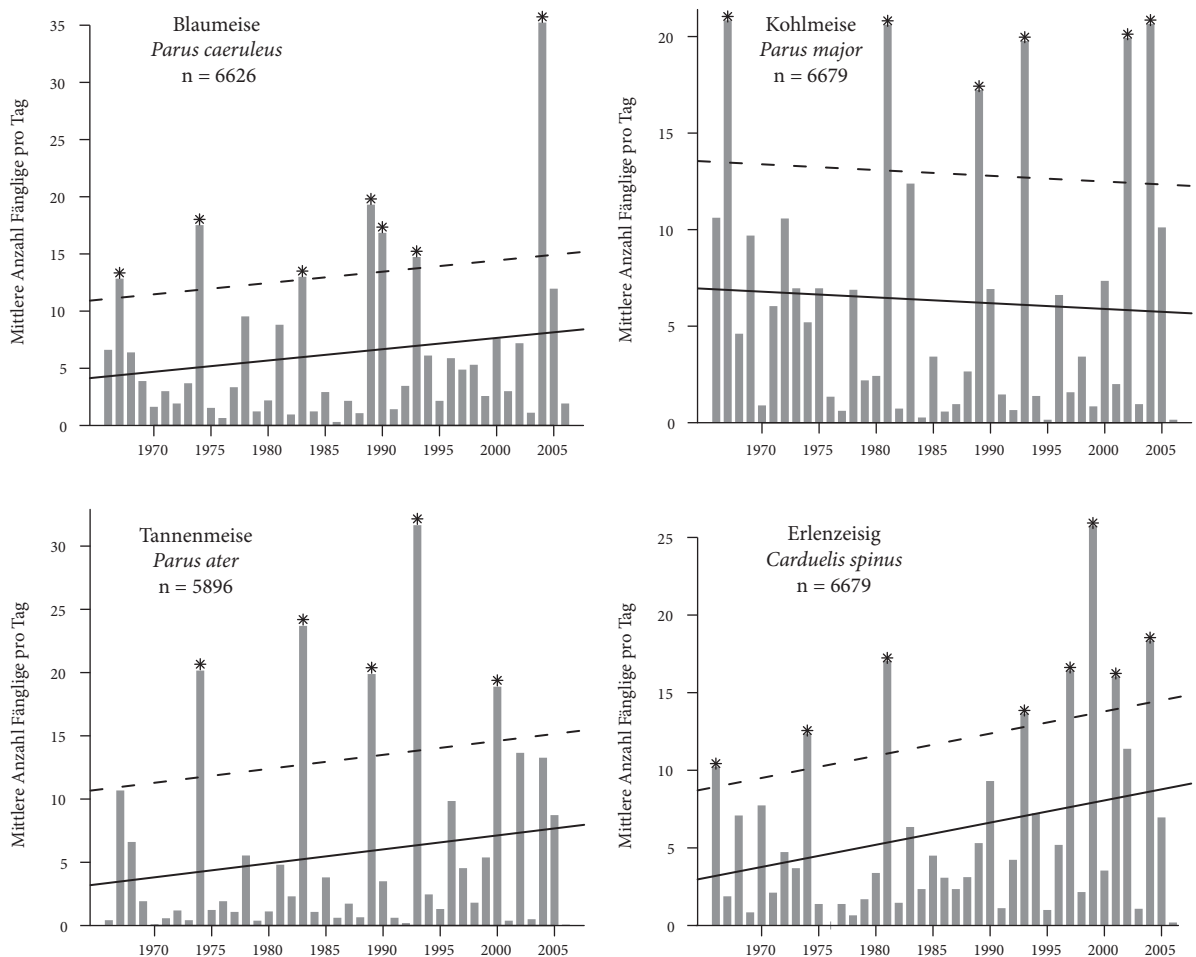 Blaumeise
Parus caeruleus
n = 6626
Mittlere Anzahl Fänglige pro Tag
35
30
25
20
15
10
5
0
1970 1975 1980 1985 1990 1995 2000 2005
Kohlmeise
Parus major
n = 6679
Mittlere Anzahl Fänglige pro Tag
20
15
10
5
0
1970 1975 1980 1985 1990 1995 2000 2005
Tannenmeise
Parus ater
n = 5896
Mittlere Anzahl Fänglige pro Tag
30
25
20
15
10
5
0
1970 1975 1980 1985 1990 1995 2000 2005
Erlenzeisig
Carduelis spinus
n = 6679
Mittlere Anzahl Fänglige pro Tag
25
20
15
10
5
0
1970 1975 1980 1985 1990 1995 2000 2005